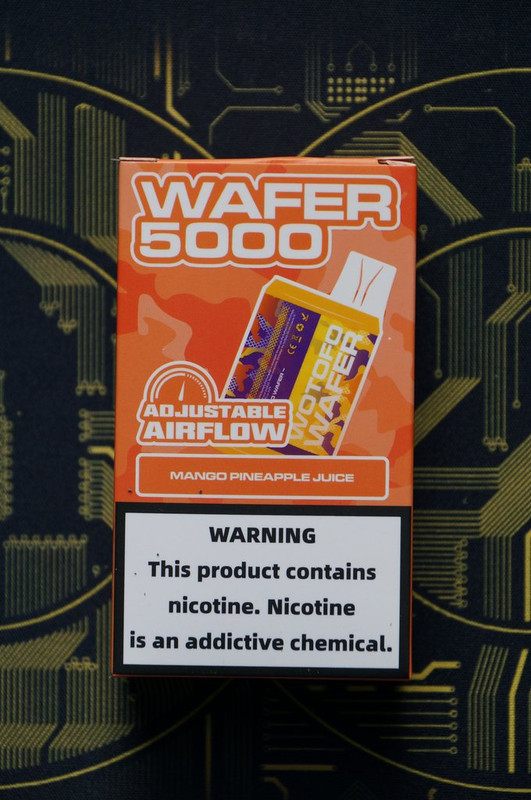 WAFER
5000
WOTOFO
WAFER
ADJUSTABLE
AIRFLOW
MANGO PINEAPPLE JUICE
WARNING
This product contains
nicotine. Nicotine
is an addictive chemical.